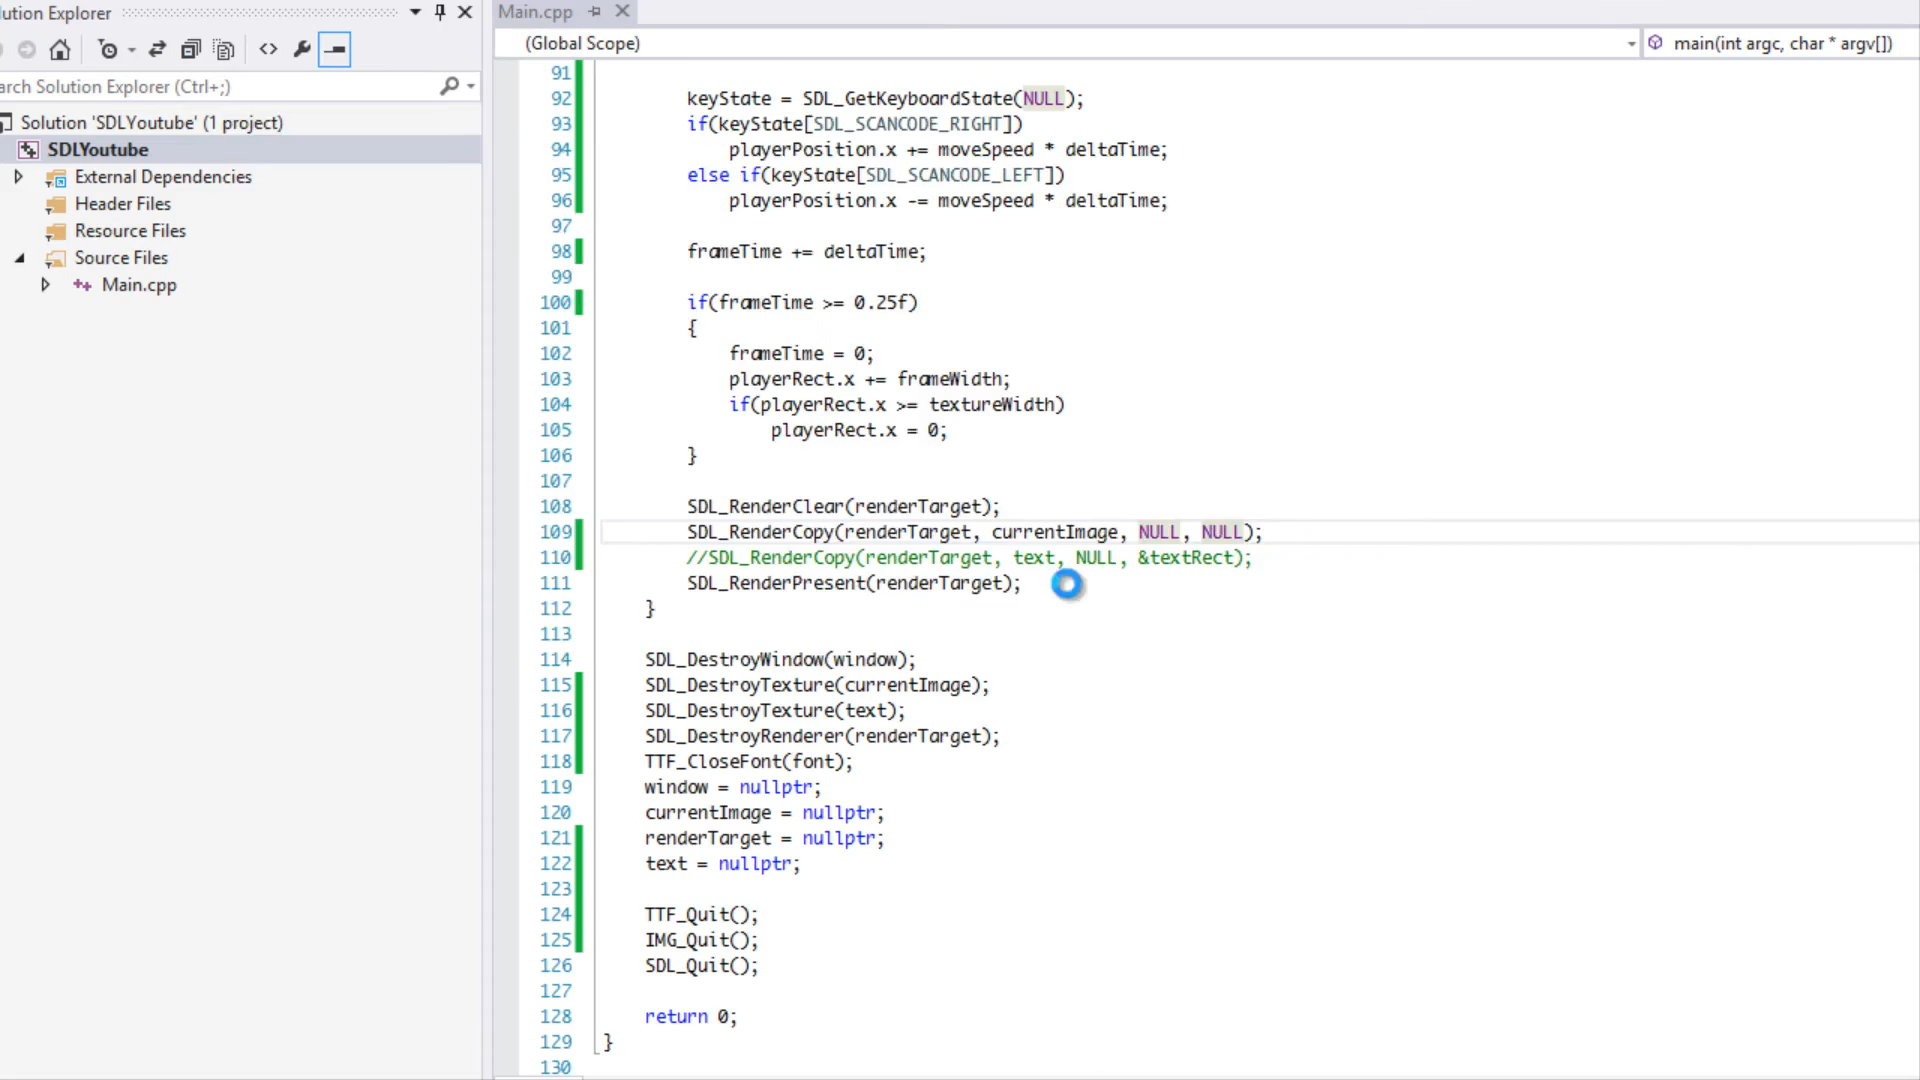 ution Explorer
arch Solution Explorer (Ctrl+;)
Solution 'SDLYoutube' (1 project)
SDLYoutube
External Dependencies
Header Files
Resource Files
Source Files
Main.cpp
Main.cpp
(Global Scope)
main(int argc, char * argv[])
91
92 keyState = SDL_GetKeyboardState(NULL);
93 if(keyState[SDL_SCANCODE_RIGHT])
94 playerPosition.x += moveSpeed * deltaTime;
95 else if(keyState[SDL_SCANCODE_LEFT])
96 playerPosition.x -= moveSpeed * deltaTime;
97
98 frameTime += deltaTime;
99
100 if(frameTime >= 0.25f)
101 {
102 frameTime = 0;
103 playerRect.x += frameWidth;
104 if(playerRect.x >= textureWidth)
105 playerRect.x = 0;
106 }
107
108 SDL_RenderClear(renderTarget);
109 SDL_RenderCopy(renderTarget, currentImage, NULL, NULL);
110 //SDL_RenderCopy(renderTarget, text, NULL, &textRect);
111 SDL_RenderPresent(renderTarget);
112 }
113
114 SDL_DestroyWindow(window);
115 SDL_DestroyTexture(currentImage);
116 SDL_DestroyTexture(text);
117 SDL_DestroyRenderer(renderTarget);
118 TTF_CloseFont(font);
119 window = nullptr;
120 currentImage = nullptr;
121 renderTarget = nullptr;
122 text = nullptr;
123
124 TTF_Quit();
125 IMG_Quit();
126 SDL_Quit();
127
128 return 0;
129 }
130